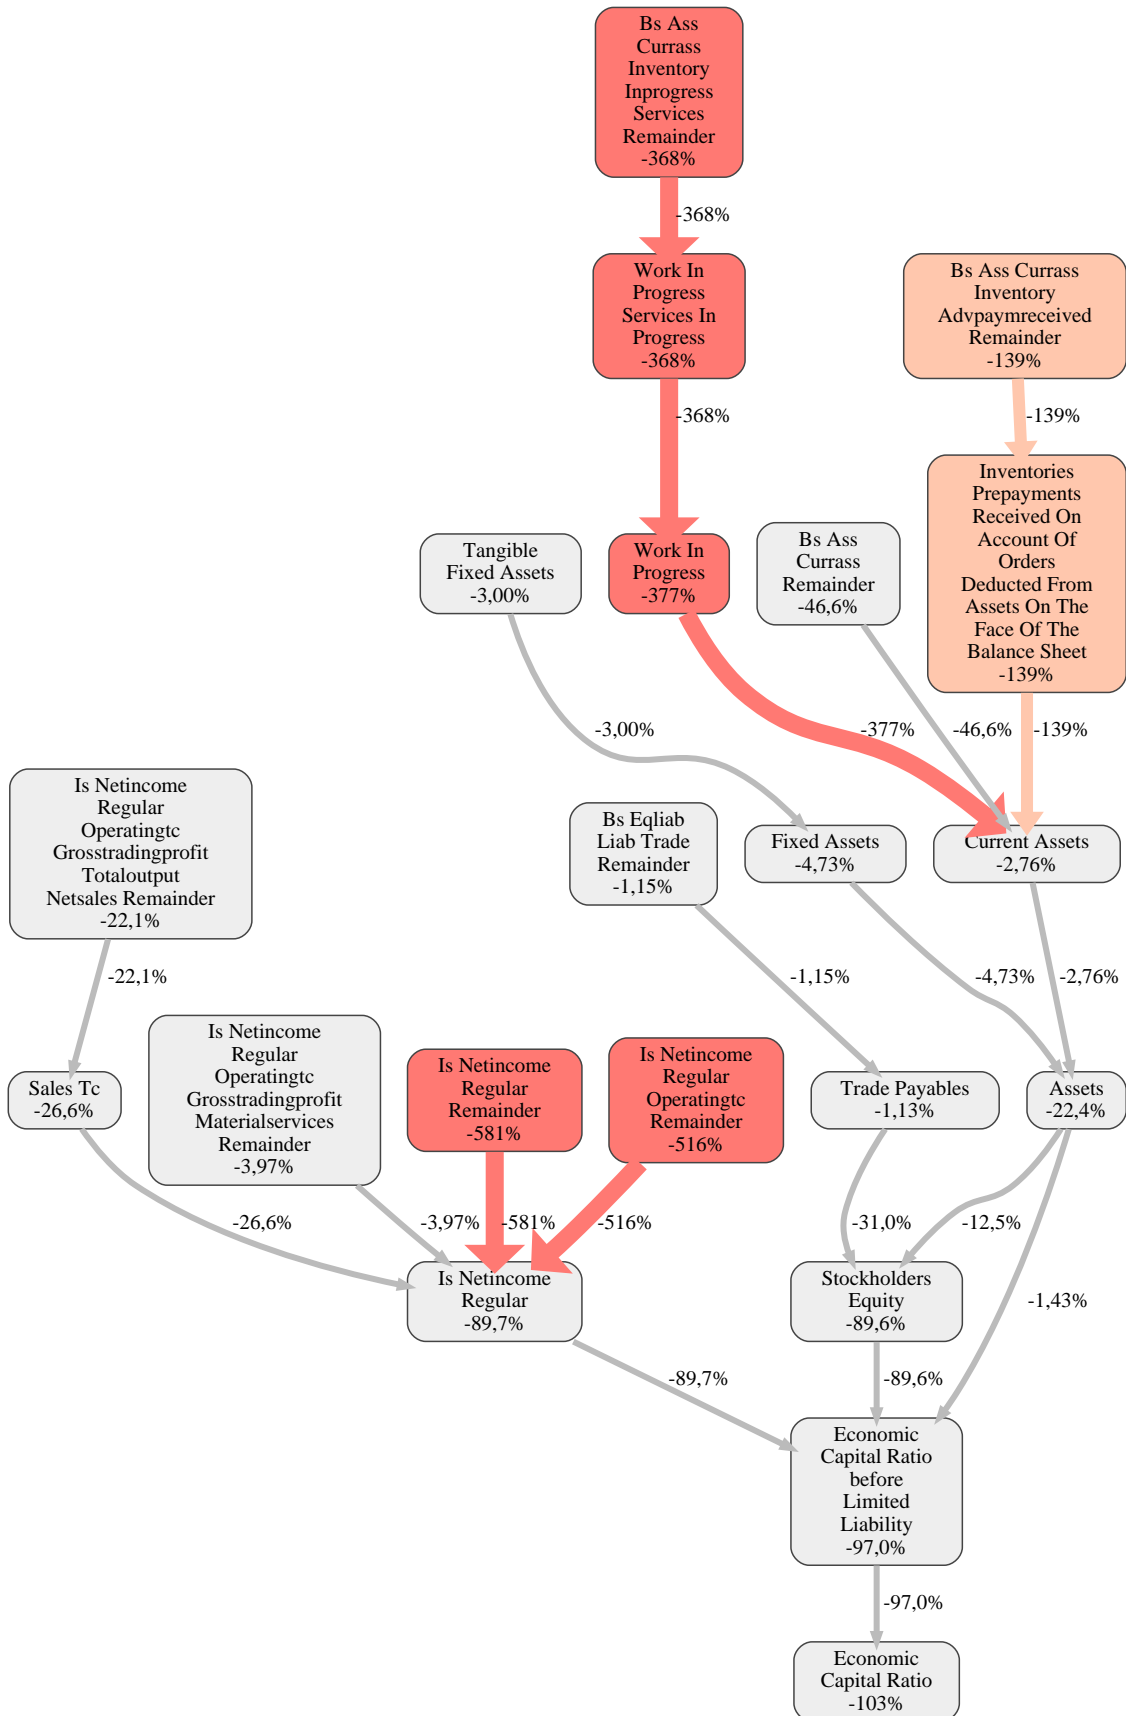 Bs Ass
Currass
Inventory
Inprogress
Services
Remainder
-368%
-368%
Work In
Progress
Services In
Progress
-368%
Bs Ass Currass
Inventory
Advpaymreceived
Remainder
-139%
-368%
-139%
Inventories
Prepayments
Received On
Account Of
Orders
Deducted From
Assets On The
Face Of The
Balance Sheet
-139%
Tangible
Fixed Assets
-3,00%
Work In
Progress
-377%
Bs Ass
Currass
Remainder
-46,6%
-3,00%
-377%
-46,6%
-139%
Is Netincome
Regular
Operatingtc
Grosstradingprofit
Totaloutput
Netsales Remainder
-22,1%
Bs Eqliab
Liab Trade
Remainder
-1,15%
Fixed Assets
-4,73%
Current Assets
-2,76%
-22,1%
-1,15%
-4,73%
-2,76%
Sales Tc
-26,6%
Is Netincome
Regular
Operatingtc
Grosstradingprofit
Materialservices
Remainder
-3,97%
Is Netincome
Regular
Remainder
-581%
Is Netincome
Regular
Operatingtc
Remainder
-516%
Trade Payables
-1,13%
Assets
-22,4%
-26,6%
-3,97%
-581%
-516%
-31,0%
-12,5%
-1,43%
Is Netincome
Regular
-89,7%
Stockholders
Equity
-89,6%
-89,7%
-89,6%
Economic
Capital Ratio
before
Limited
Liability
-97,0%
-97,0%
Economic
Capital Ratio
-103%